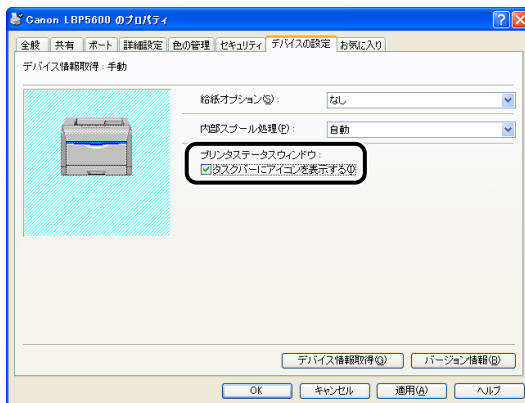 Canon LBP5600 のプロパティ
全般 共有 ポート 詳細設定 色の管理 セキュリティ デバイスの設定 お気に入り
デバイス情報取得 : 手動
給紙オプション(S) : なし
内部スプール処理(P) : 自動
プリンタステータスウィンドウ :
タスクバーにアイコンを表示する(I)
デバイス情報取得(G) バージョン情報(B)
OK キャンセル 適用(A) ヘルプ